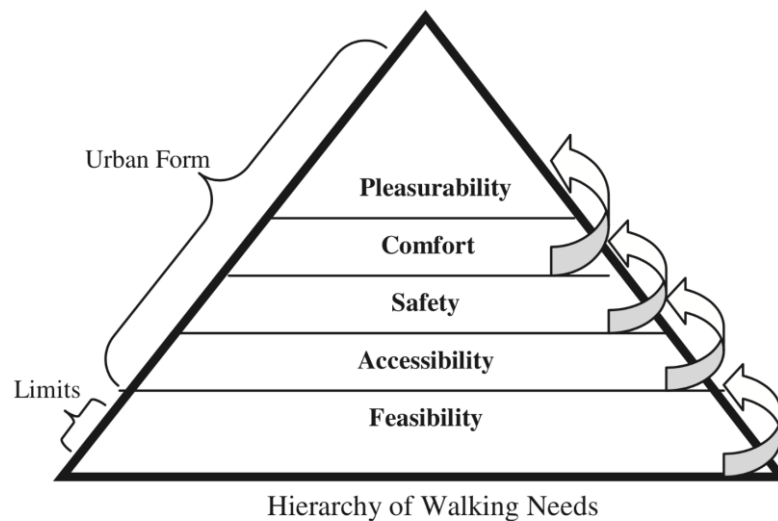 Urban Form
Pleasurability
Comfort
Safety
Accessibility
Limits
Feasibility
Hierarchy of Walking Needs